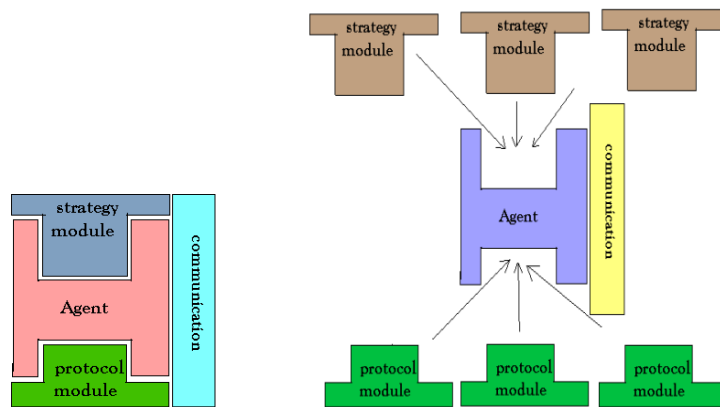 strategy
module
Agent
protocol
module
communication
strategy
module
strategy
module
strategy
module
Agent
communication
protocol
module
protocol
module
protocol
module